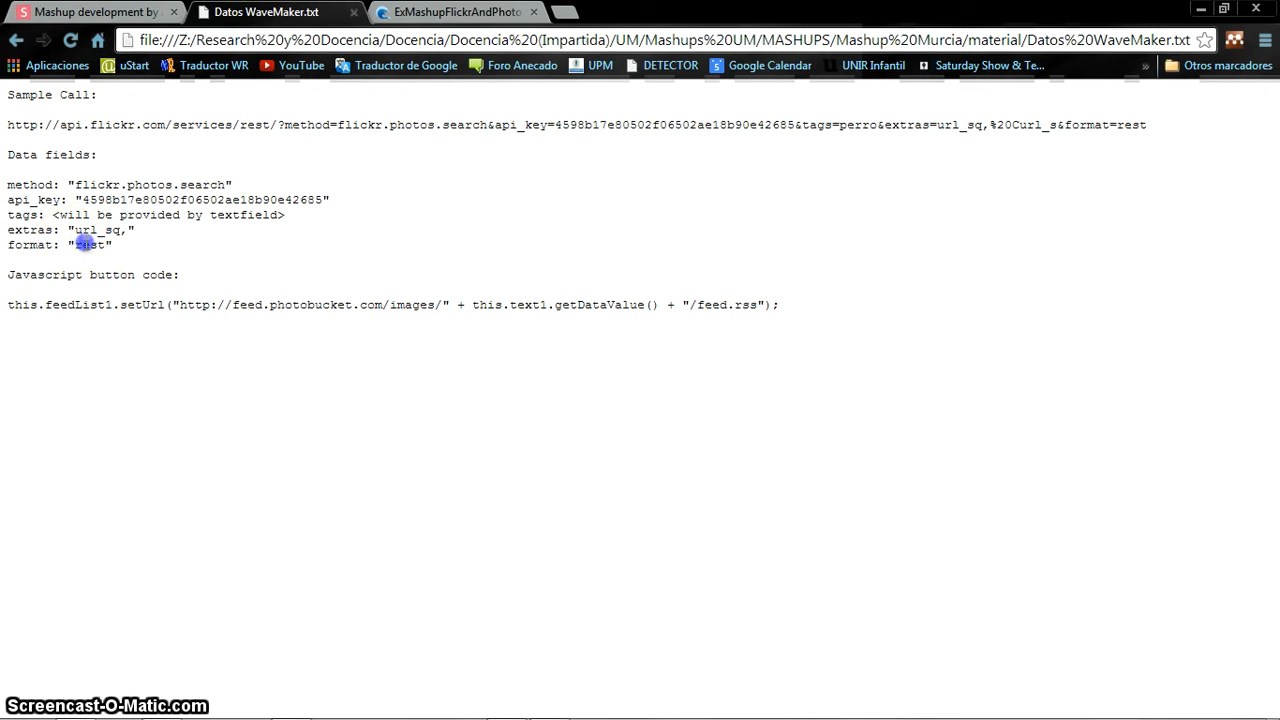 Mashup development by
Datos WaveMaker.txt
ExMashupFlickrAndPhoto
file:///Z:/Research%20y%20Docencia/Docencia/Docencia%20(Impartida)/UM/Mashups%20UM/MASHUPS/Mashup%20Murcia/material/Datos%20WaveMaker.txt
Aplicaciones uStart Traductor WR YouTube Traductor de Google Foro Anecado UPM DETECTOR Google Calendar UNIR Infantil Saturday Show & Te... » Otros marcadores
Sample Call:
http://api.flickr.com/services/rest/?method=flickr.photos.search&api_key=4598b17e80502f06502ae18b90e42685&tags=perro&extras=url_sq,%20Curl_s&format=rest
Data fields:
method: "flickr.photos.search"
api_key: "4598b17e80502f06502ae18b90e42685"
tags: <will be provided by textfield>
extras: "url_sq,"
format: "rest"
Javascript button code:
this.feedList1.setUrl("http://feed.photobucket.com/images/" + this.text1.getDataValue() + "/feed.rss");
Screencast-O-Matic.com